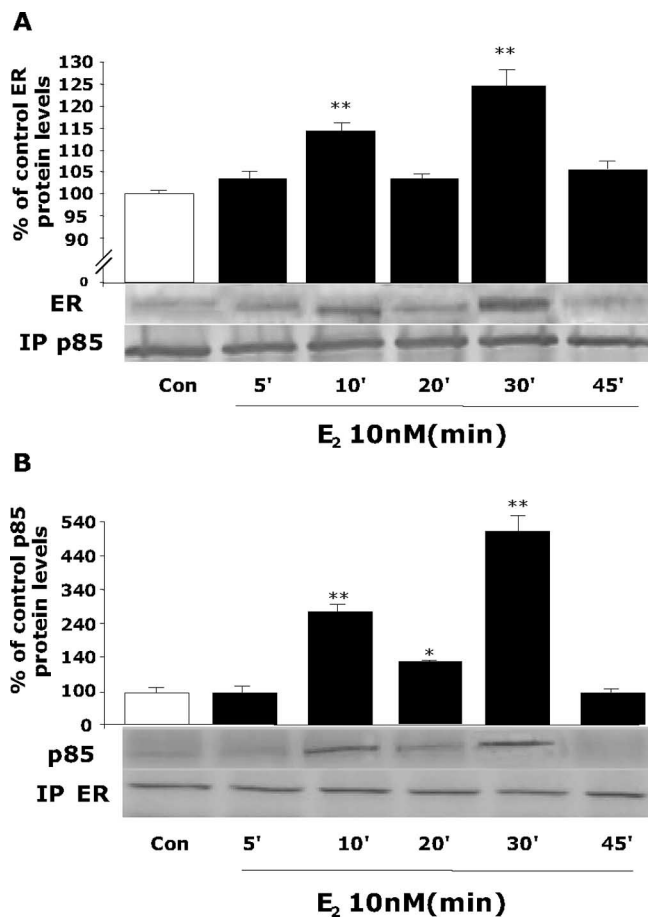 A
% of control ER
protein levels
130
125
120
115
110
105
100
95
90
0
**
**
ER
IP p85
Con 5' 10' 20' 30' 45'
E₂ 10nM(min)
B
% of control p85
protein levels
540
440
340
240
140
100
0
**
*
**
p85
IP ER
Con 5' 10' 20' 30' 45'
E₂ 10nM(min)